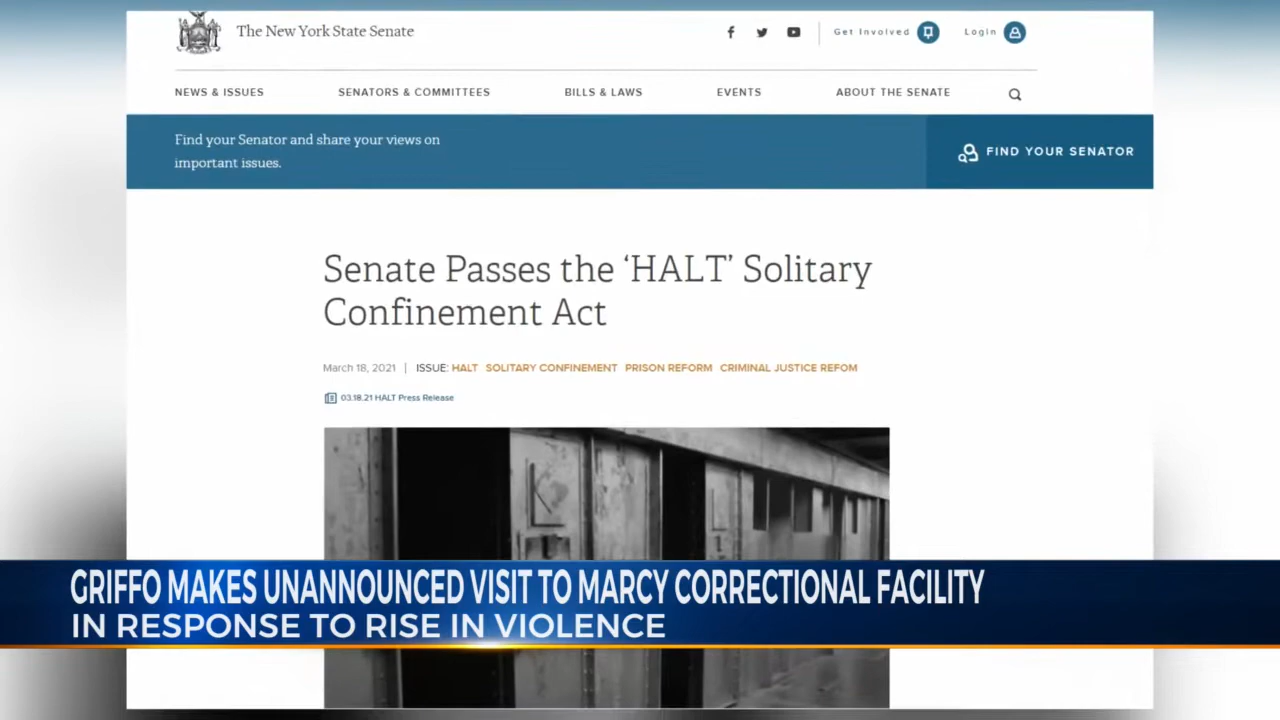 The New York State Senate
Get Involved
Login
NEWS & ISSUES
SENATORS & COMMITTEES
BILLS & LAWS
EVENTS
ABOUT THE SENATE
Find your Senator and share your views on
important issues.
FIND YOUR SENATOR
Senate Passes the ‘HALT’ Solitary
Confinement Act
March 18, 2021 | ISSUE: HALT SOLITARY CONFINEMENT PRISON REFORM CRIMINAL JUSTICE REFOM
03.18.21 HALT Press Release
K
GRIFFO MAKES UNANNOUNCED VISIT TO MARCY CORRECTIONAL FACILITY
IN RESPONSE TO RISE IN VIOLENCE